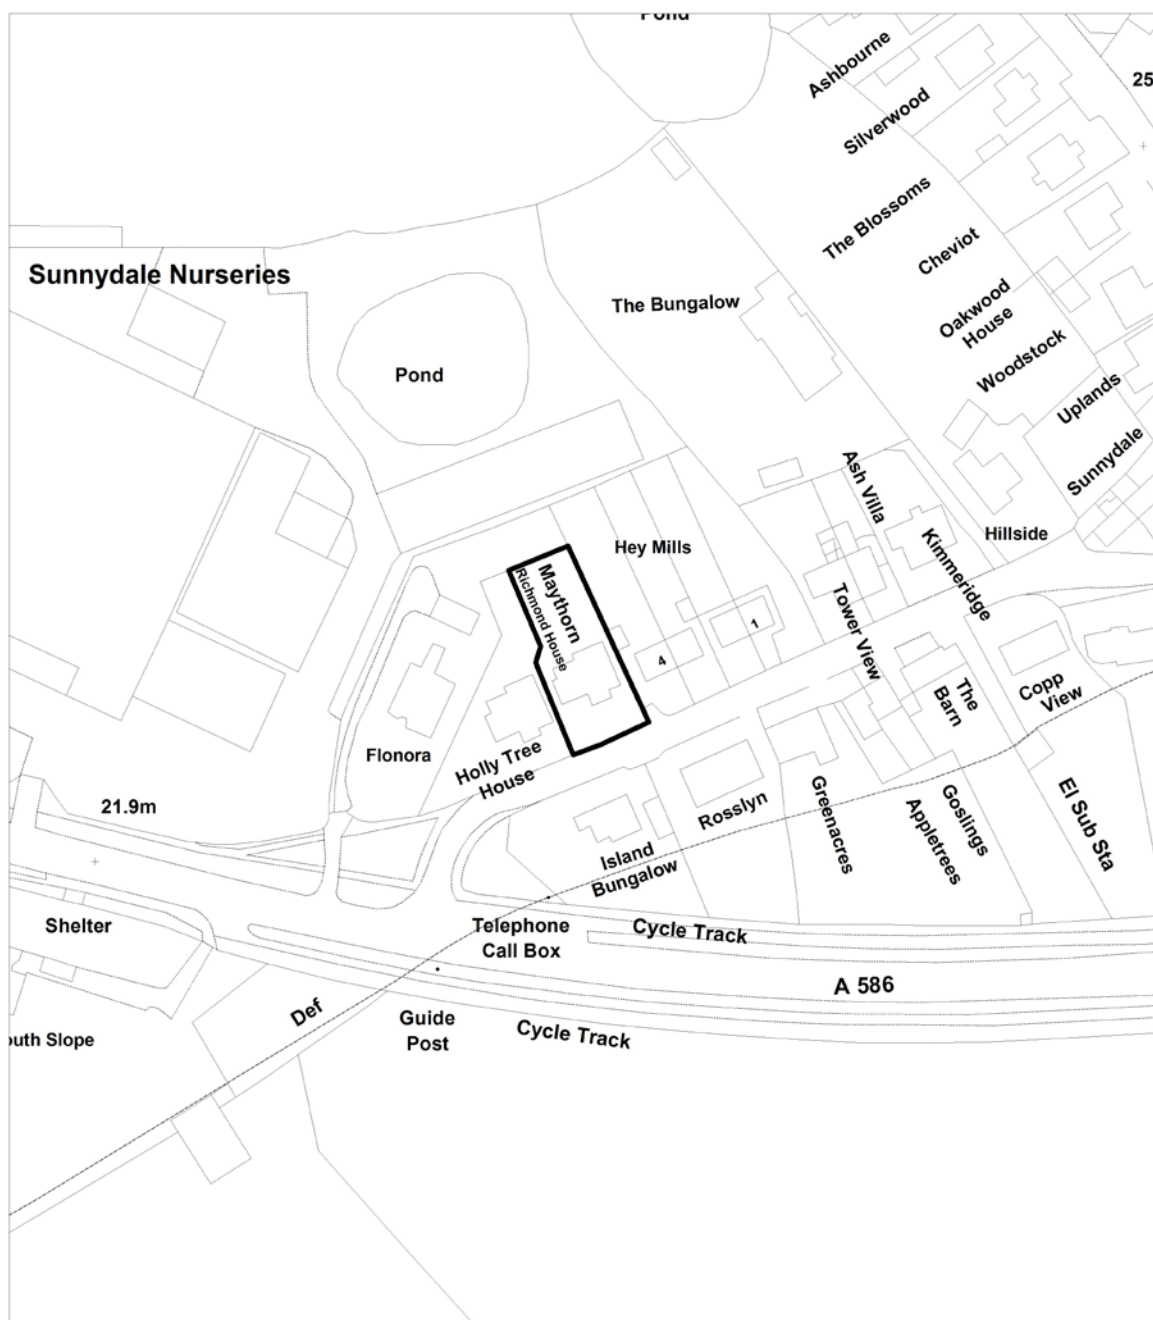 Pond
Ashbourne
25
Silverwood
The Blossoms
Cheviot
Sunnydale Nurseries
The Bungalow
Oakwood
House
Woodstock
Pond
Uplands
Sunnydale
Ash Villa
Hillside
Hey Mills
Kimmeridge
Maythorn
Richmond House
Tower View
1
4
The
Barn
Copp
View
Flonora
Holly Tree
House
21.9m
Rosslyn
Greenacres
Goslings
Appletrees
El Sub Sta
Island
Bungalow
Shelter
Telephone
Call Box
Cycle Track
A 586
Def
Guide
Post
Cycle Track
outh Slope